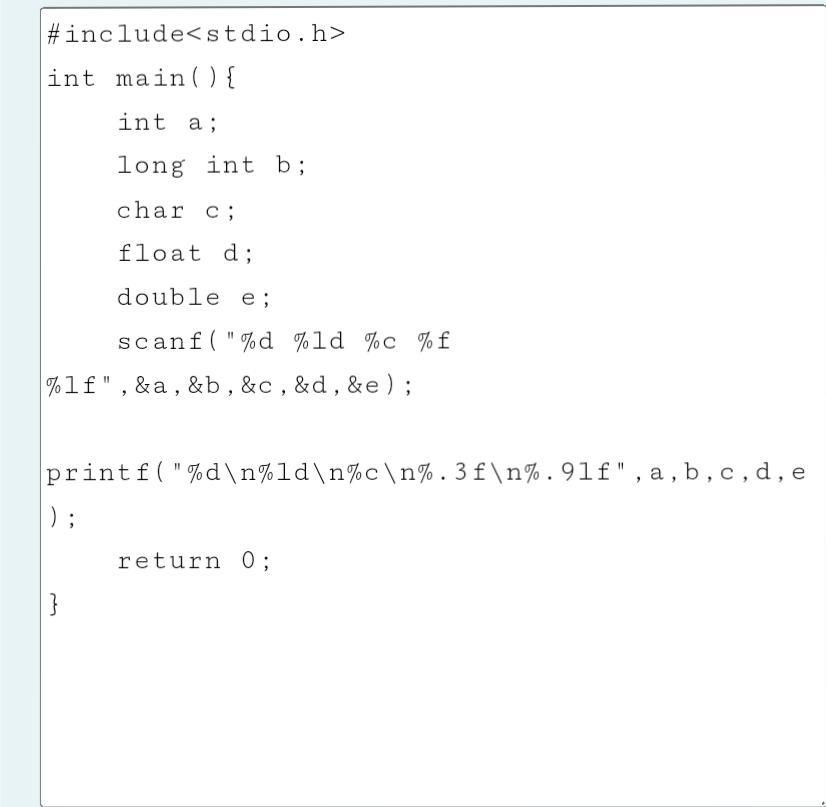 #include<stdio.h>
int main(){
int a;
long int b;
char c;
float d;
double e;
scanf("%d %ld %c %f
%lf",&a,&b,&c,&d,&e);
printf("%d\n%ld\n%c\n%.3f\n%.9lf",a,b,c,d,e
);
return 0;
}